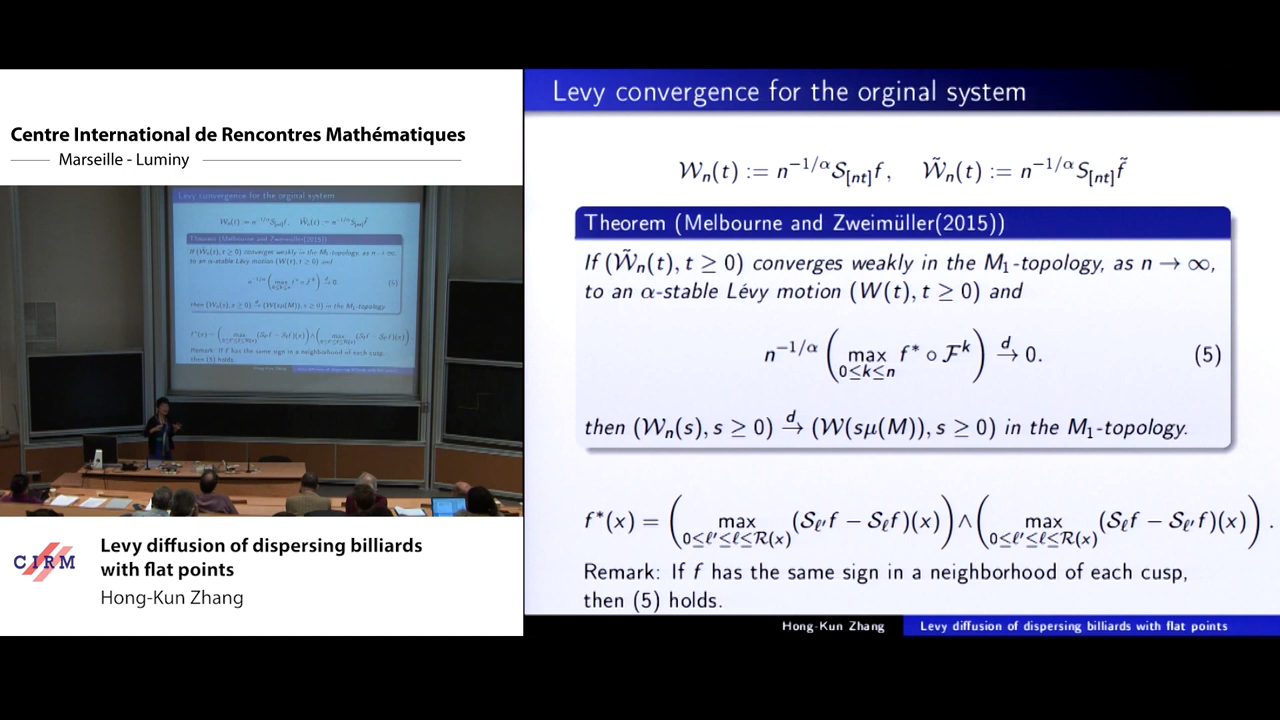 Centre International de Rencontres Mathématiques
Marseille - Luminy
CIRM
Levy diffusion of dispersing billiards
with flat points
Hong-Kun Zhang
Levy convergence for the orginal system
𝒲ₙ(t) := n^{-1/α} 𝒮_{[nt]}f, 𝒲̃ₙ(t) := n^{-1/α} S_{[nt]}f̃
Theorem (Melbourne and Zweimüller(2015))
If (𝒲̃ₙ(t), t ≥ 0) converges weakly in the M₁-topology, as n → ∞,
to an α-stable Lévy motion (W(t), t ≥ 0) and
n^{-1/α} ( max_{0≤k≤n} f* ∘ ℱ^k ) →^d 0. (5)
then (𝒲ₙ(s), s ≥ 0) →^d (𝒲(sμ(M)), s ≥ 0) in the M₁-topology.
f*(x) = ( max_{0≤ℓ′≤ℓ≤ℛ(x)} (𝒮_{ℓ′}f − 𝒮_ℓf)(x) ) ∧ ( max_{0≤ℓ′≤ℓ≤ℛ(x)} (𝒮_ℓf − 𝒮_{ℓ′}f)(x) ) .
Remark: If f has the same sign in a neighborhood of each cusp,
then (5) holds.
Hong-Kun Zhang Levy diffusion of dispersing billiards with flat points